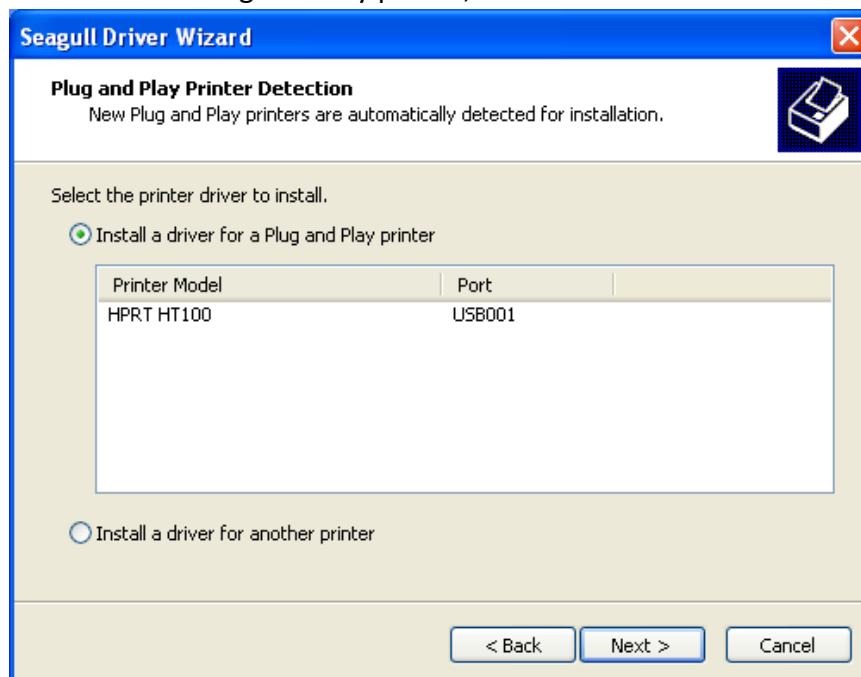 Seagull Driver Wizard
Plug and Play Printer Detection
New Plug and Play printers are automatically detected for installation.
Select the printer driver to install.
Install a driver for a Plug and Play printer
Printer Model Port
HPRT HT100 USB001
Install a driver for another printer
< Back Next > Cancel